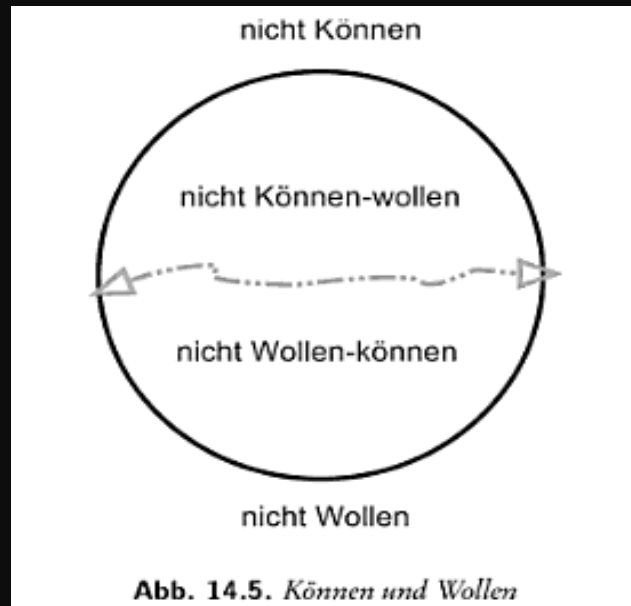 nicht Können
nicht Können-wollen
nicht Wollen-können
nicht Wollen
Abb. 14.5. Können und Wollen